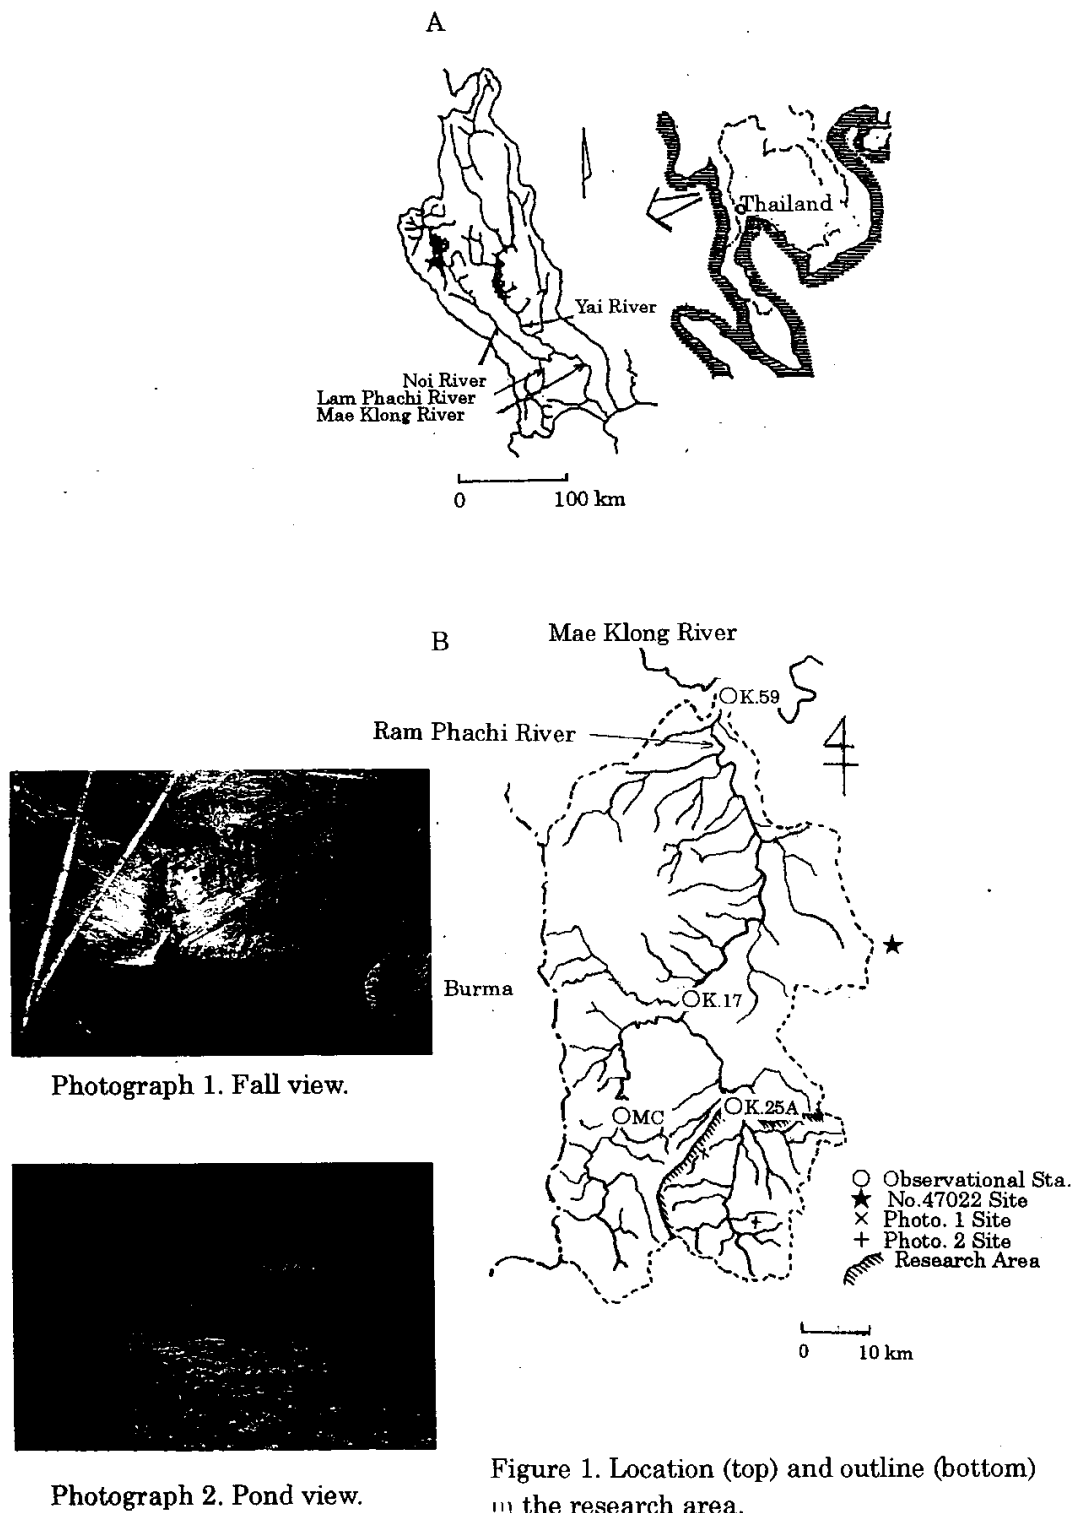 A
Thailand
Yai River
Noi River
Lam Phachi River
Mae Klong River
0 100 km
B
Mae Klong River
K.59
Ram Phachi River
Burma
K.17
Photograph 1. Fall view.
MC
K.25A
Observational Sta.
No.47022 Site
Photo. 1 Site
Photo. 2 Site
Research Area
0 10 km
Photograph 2. Pond view.
Figure 1. Location (top) and outline (bottom)
in the research area.